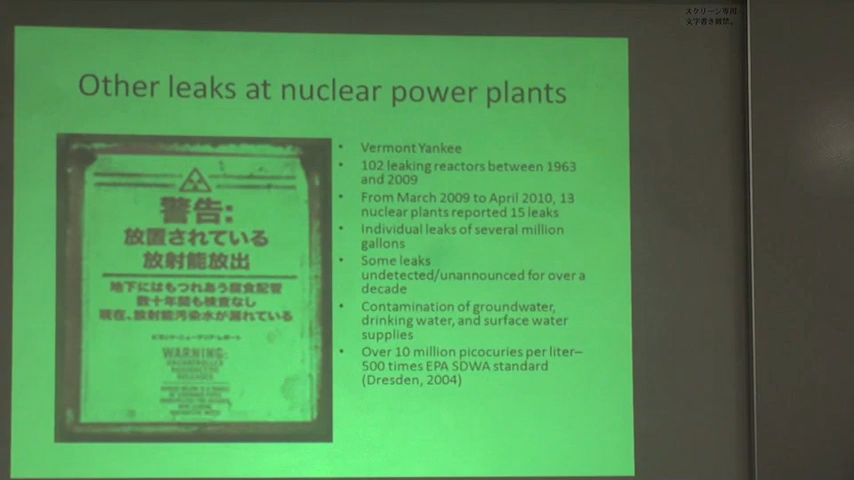 スクリーン専用
文字書き厳禁。
Other leaks at nuclear power plants
警告:
放置されている
放射能放出
地下にはもつれあう腐食配管
数十年間も検査なし
現在、放射能汚染水が漏れている
WARNING:
UNCONTROLLED
RADIOACTIVE
RELEASES
• Vermont Yankee
• 102 leaking reactors between 1963
and 2009
• From March 2009 to April 2010, 13
nuclear plants reported 15 leaks
• Individual leaks of several million
gallons
• Some leaks
undetected/unannounced for over a
decade
• Contamination of groundwater,
drinking water, and surface water
supplies
• Over 10 million picocuries per liter–
500 times EPA SDWA standard
(Dresden, 2004)